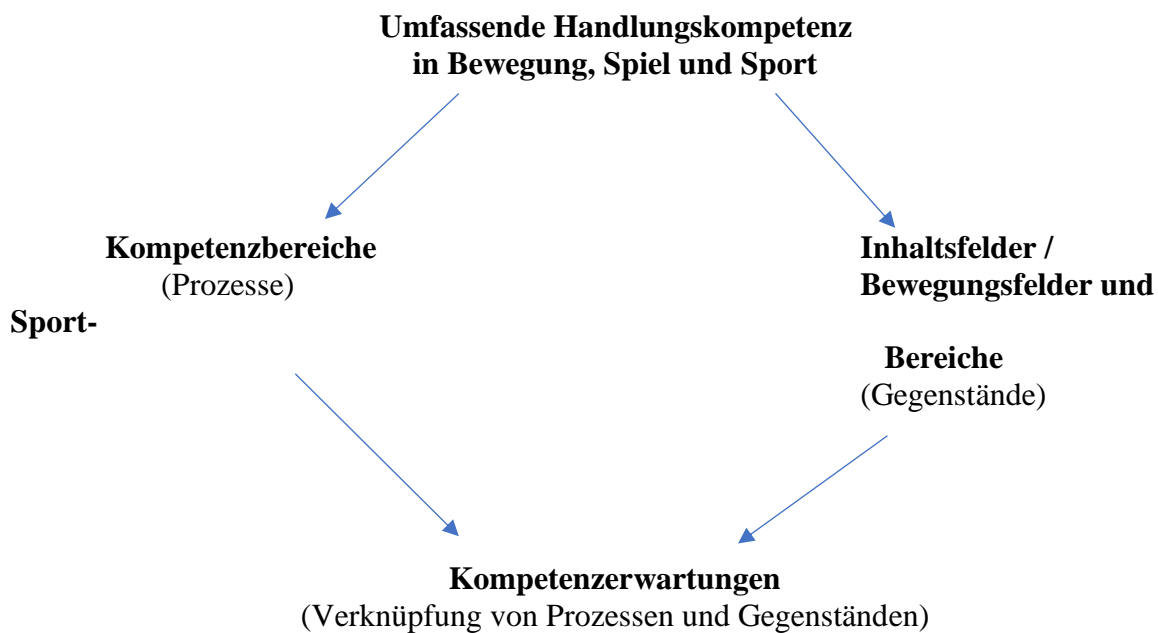 Umfassende Handlungskompetenz
in Bewegung, Spiel und Sport
Kompetenzbereiche
(Prozesse)
Inhaltsfelder /
Bewegungsfelder und
Sport-
Bereiche
(Gegenstände)
Kompetenzerwartungen
(Verknüpfung von Prozessen und Gegenständen)